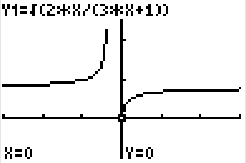 Y1=√(2*X/(3*X+1))
X=0 Y=0